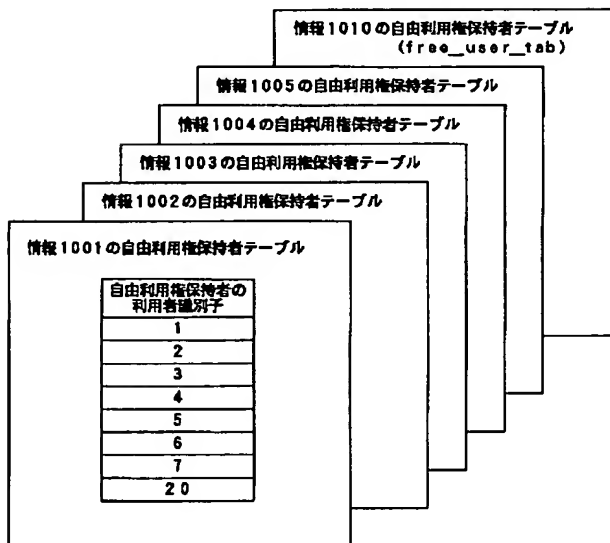 情報1010の自由利用権保持者テーブル
(free_user_tab)
情報1005の自由利用権保持者テーブル
情報1004の自由利用権保持者テーブル
情報1003の自由利用権保持者テーブル
情報1002の自由利用権保持者テーブル
情報1001の自由利用権保持者テーブル
自由利用権保持者の
利用者識別子
1
2
3
4
5
6
7
20